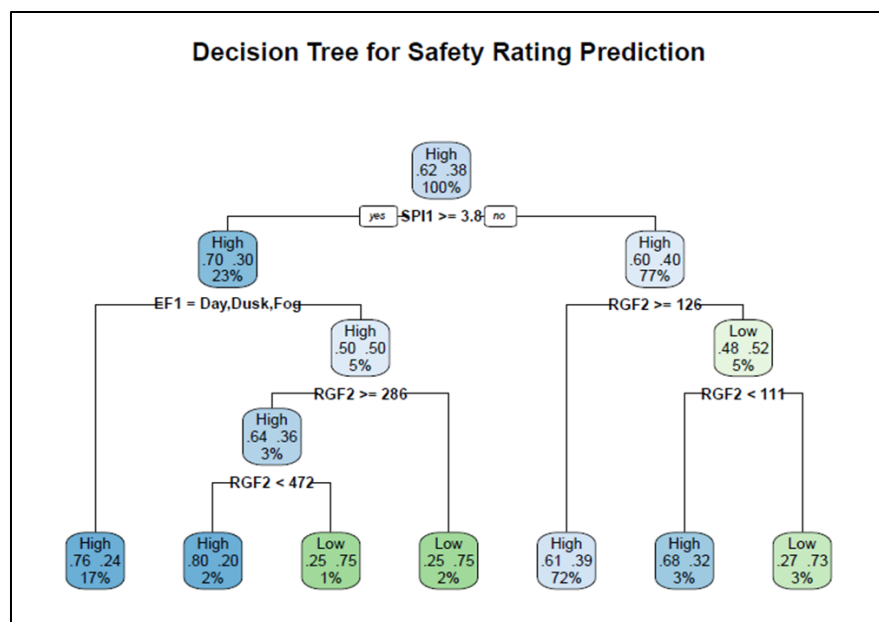 Decision Tree for Safety Rating Prediction
High
.62 .38
100%
yes SPI1 >= 3.8 no
High
.70 .30
23%
High
.60 .40
77%
EF1 = Day,Dusk,Fog
RGF2 >= 126
High
.50 .50
5%
Low
.48 .52
5%
RGF2 >= 286
RGF2 < 111
High
.64 .36
3%
RGF2 < 472
High
.76 .24
17%
High
.80 .20
2%
Low
.25 .75
1%
Low
.25 .75
2%
High
.61 .39
72%
High
.68 .32
3%
Low
.27 .73
3%